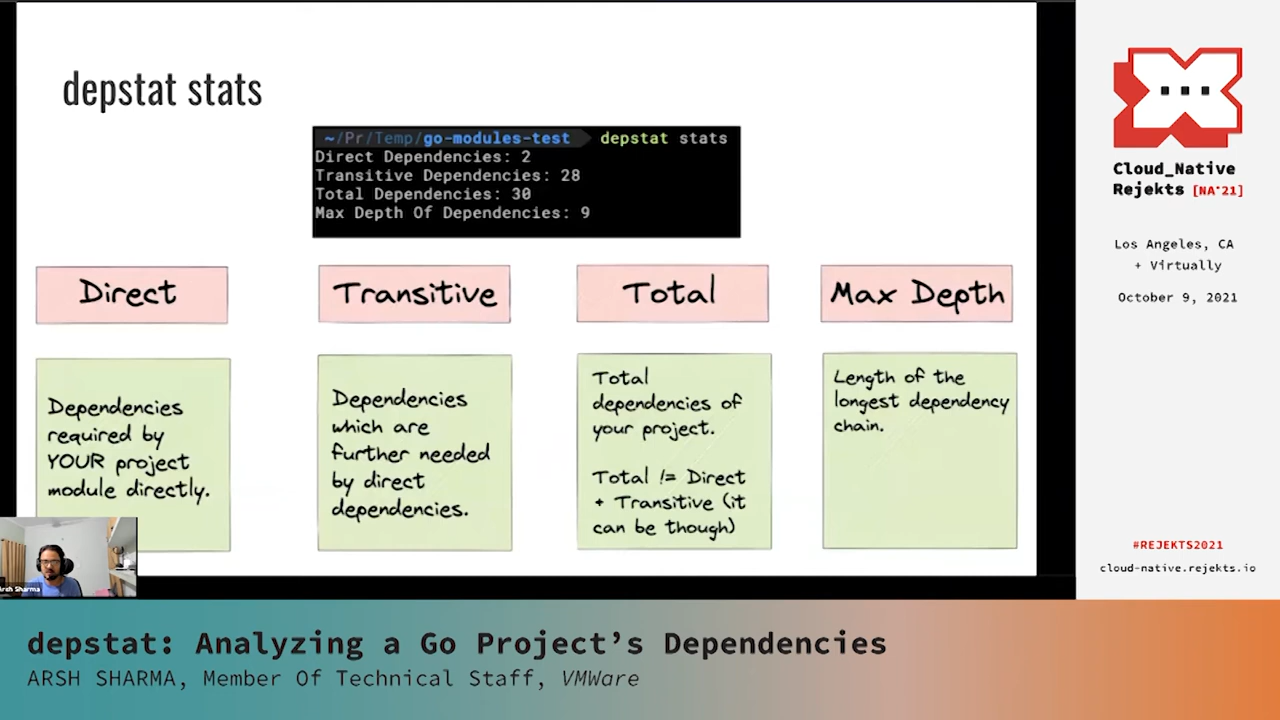 depstat stats
~/Pr/Temp/go-modules-test depstat stats
Direct Dependencies: 2
Transitive Dependencies: 28
Total Dependencies: 30
Max Depth Of Dependencies: 9
Direct
Transitive
Total
Max Depth
Dependencies
required by
YOUR project
module directly.
Dependencies
which are
further needed
by direct
dependencies.
Total
dependencies of
your project.
Total != Direct
+ Transitive (it
can be though)
Length of the
longest dependency
chain.
Arsh Sharma
Cloud_Native
Rejekts [NA'21]
Los Angeles, CA
+ Virtually
October 9, 2021
#REJEKTS2021
cloud-native.rejekts.io
depstat: Analyzing a Go Project’s Dependencies
ARSH SHARMA, Member Of Technical Staff, VMWare